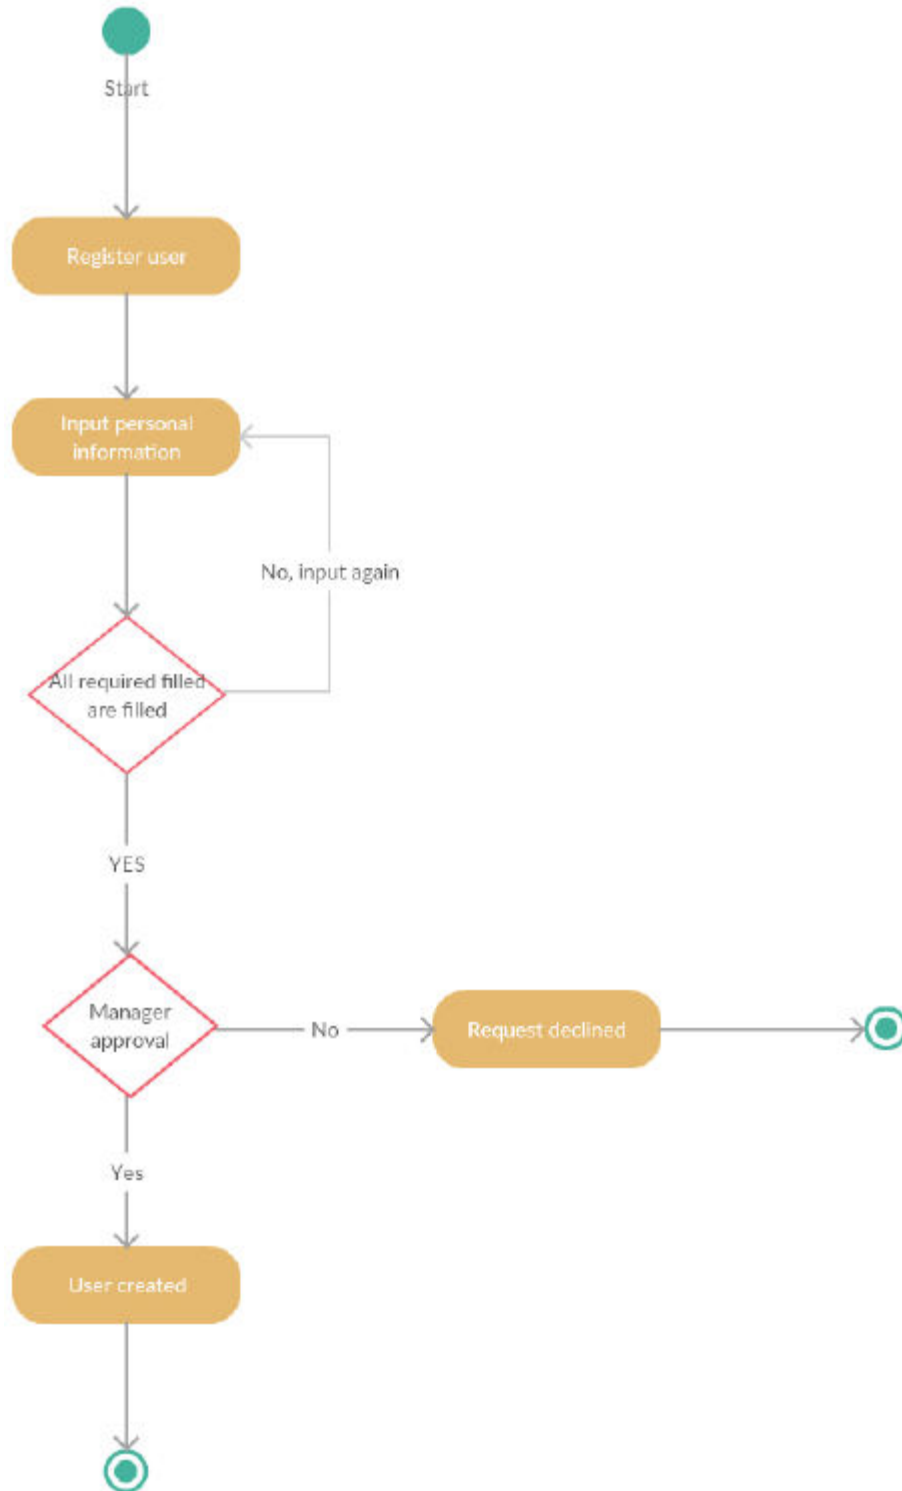 Start
Register user
Input personal
information
No, input again
All required filled
are filled
YES
Manager
approval
No
Request declined
Yes
User created